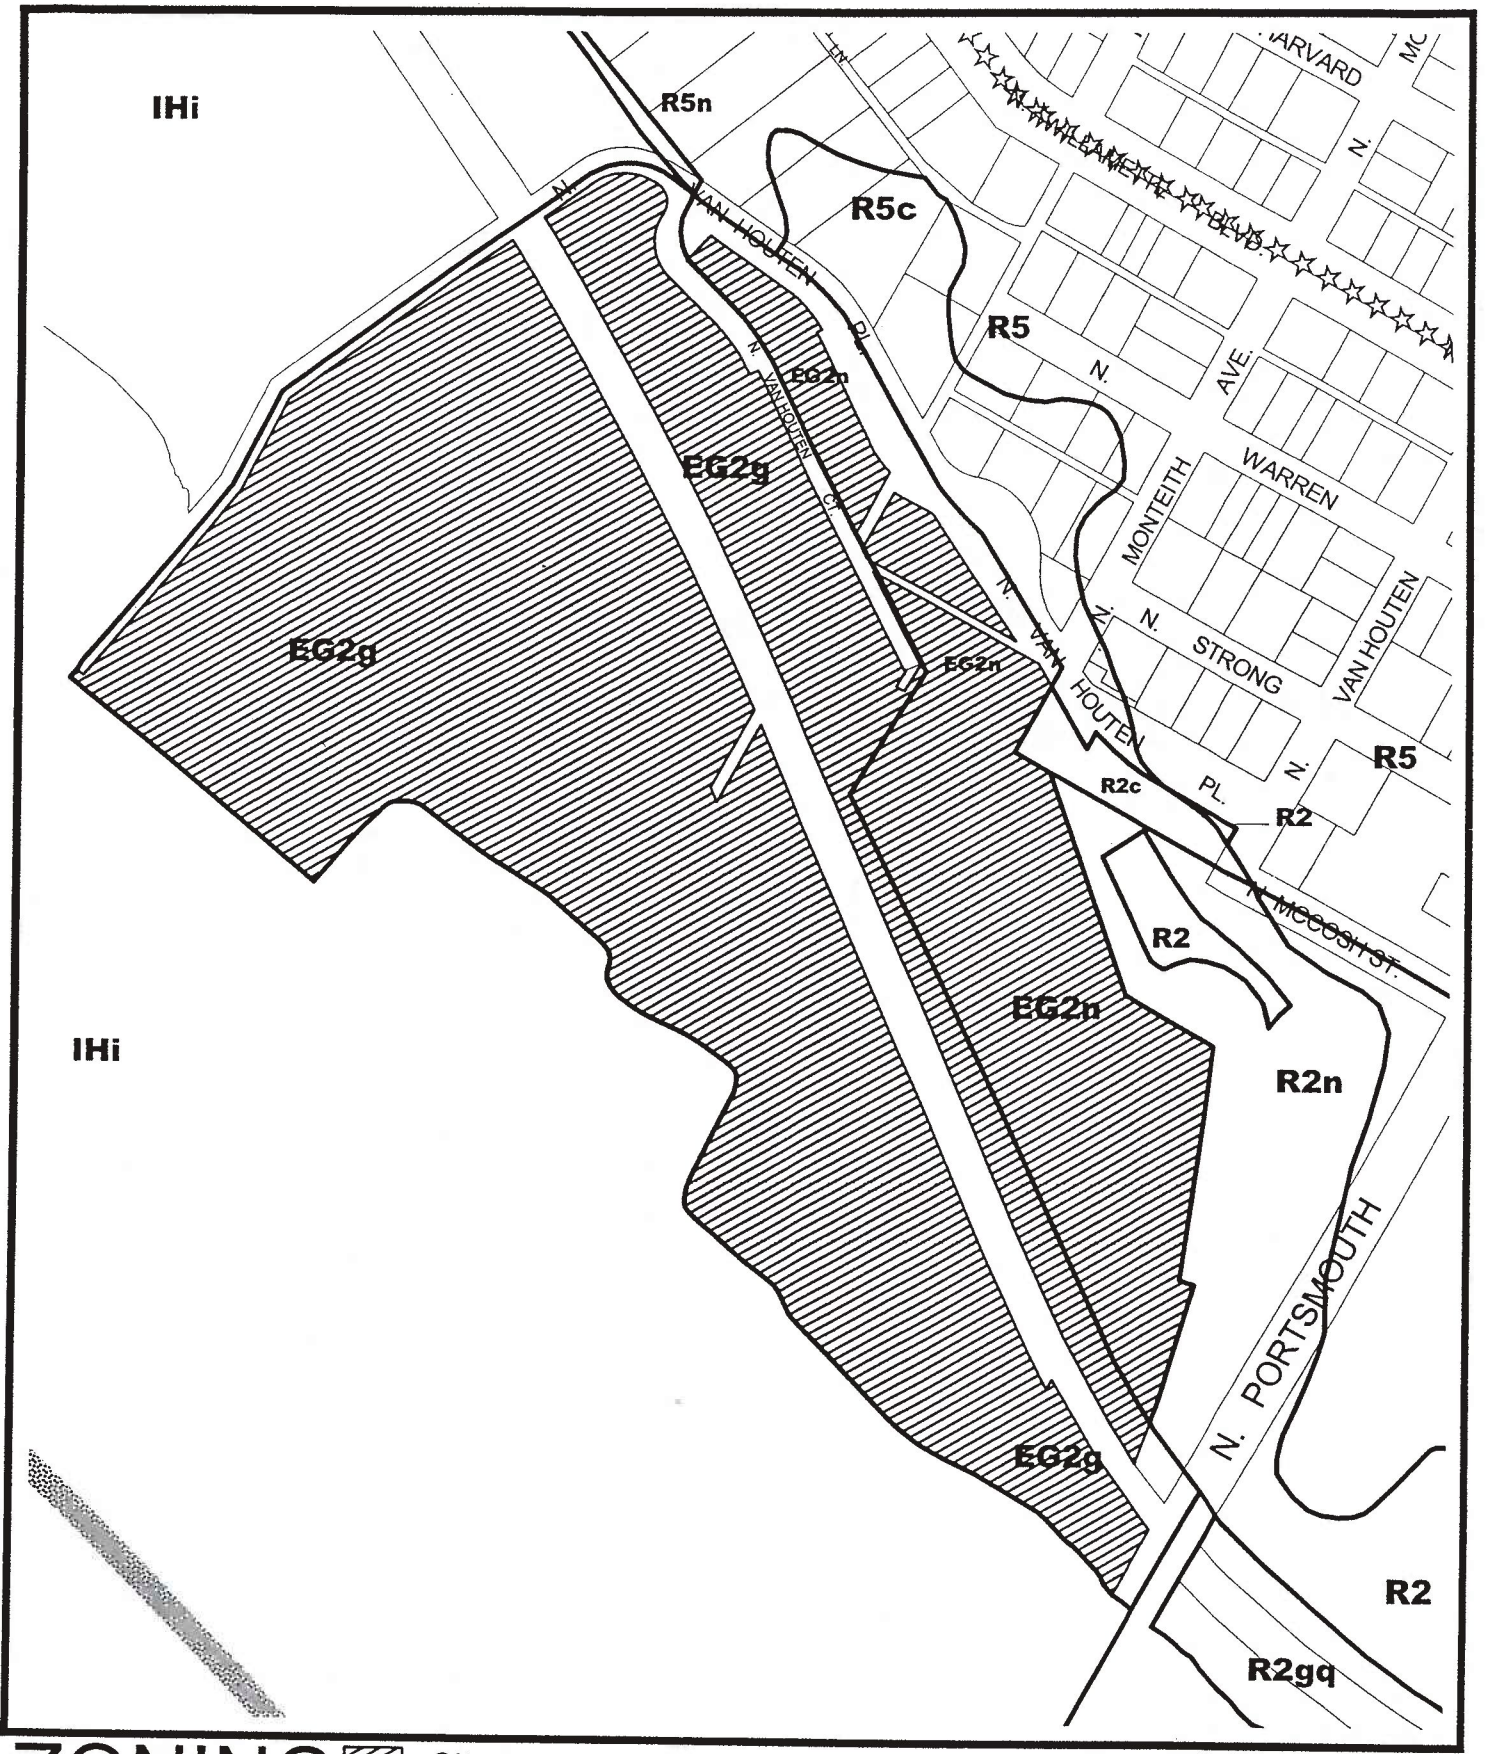 HARVARD
LN
IHi
R5n
N. WILLAMETTE BLVD.
N.
N.
VAN HOUTEN PL.
R5c
R5
N.
AVE.
N. VAN HOUTEN CT.
EG2n
EG2g
WARREN
MONTEITH
N.
VAN HOUTEN
N.
N. STRONG
N. VAN HOUTEN PL.
EG2g
EG2n
R5
N.
R2c
R2
N MCCOSH ST.
R2
EG2n
IHi
R2n
N. PORTSMOUTH
EG2g
R2
R2gq
ZONING